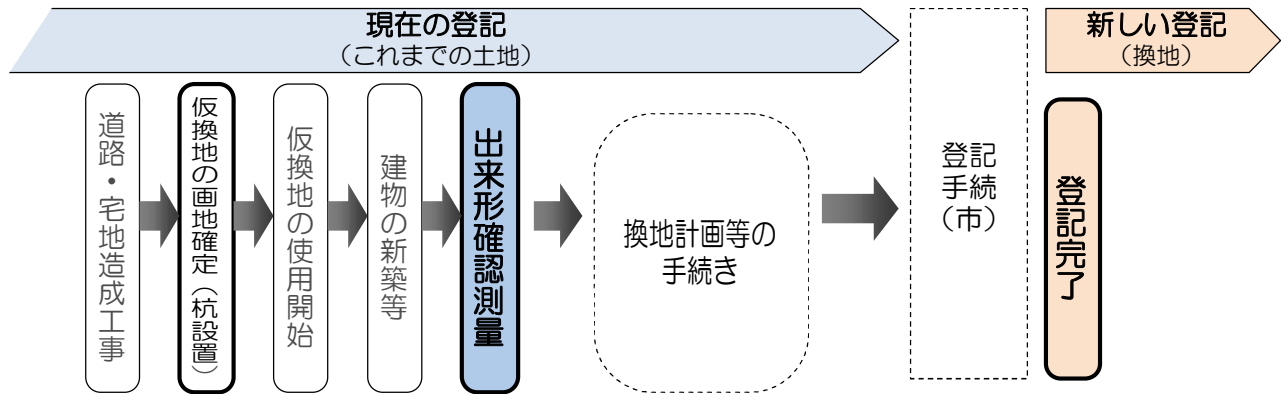 現在の登記
（これまでの土地）
新しい登記
（換地）
道路・宅地造成工事
仮換地の画地確定（杭設置）
仮換地の使用開始
建物の新築等
出来形確認測量
換地計画等の
手続き
登記
手続
（市）
登記完了